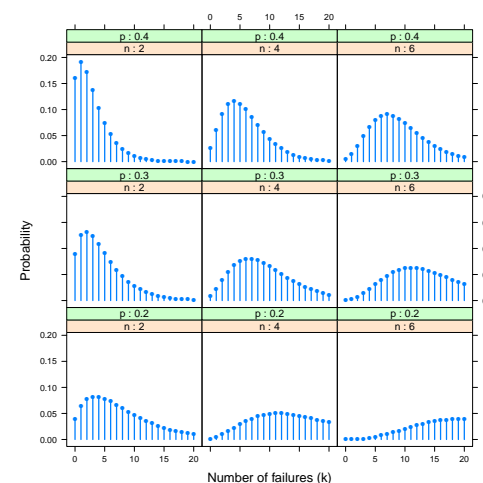 0 5 10 15 20
p : 0.4 p : 0.4 p : 0.4
n : 2 n : 4 n : 6
0.20
0.15
0.10
0.05
0.00
p : 0.3 p : 0.3 p : 0.3
n : 2 n : 4 n : 6
Probability
p : 0.2 p : 0.2 p : 0.2
n : 2 n : 4 n : 6
0.20
0.15
0.10
0.05
0.00
0 5 10 15 20 0 5 10 15 20
Number of failures (k)